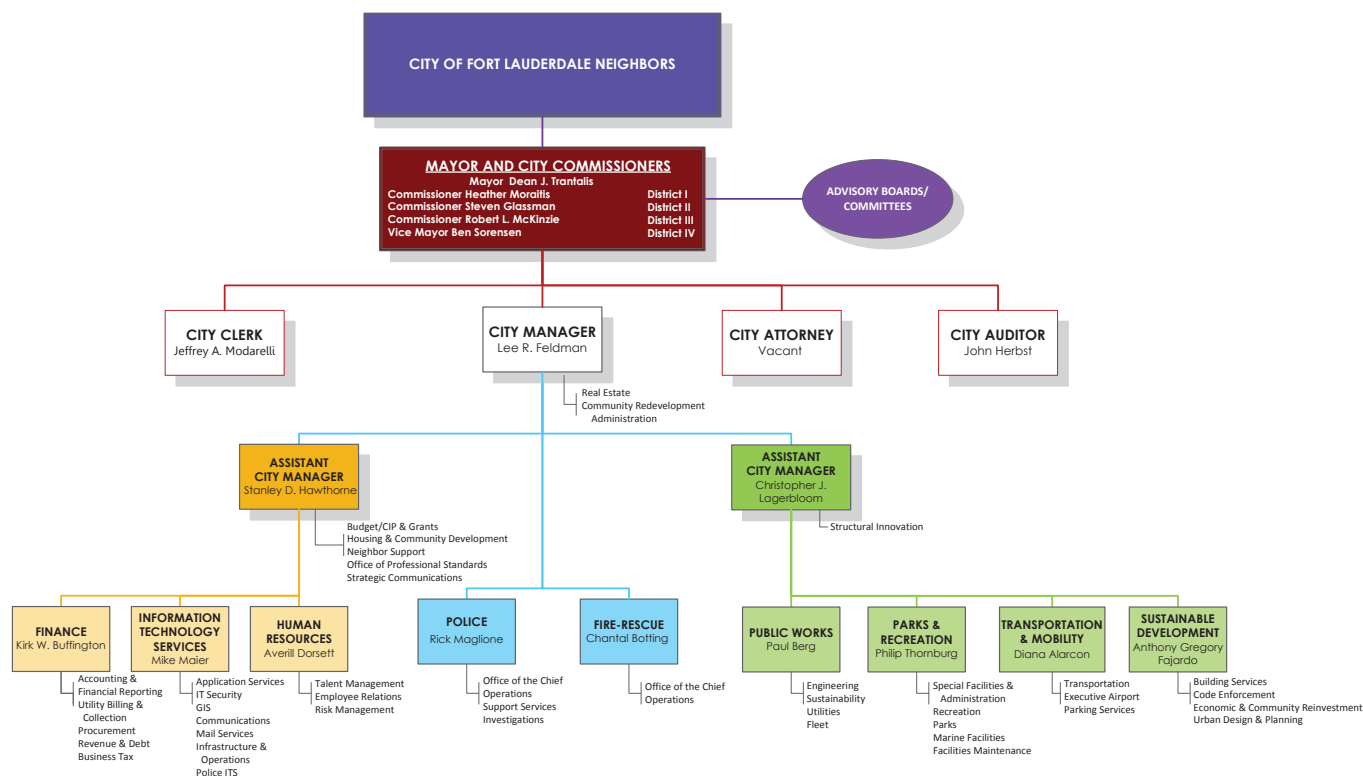 CITY OF FORT LAUDERDALE NEIGHBORS
MAYOR AND CITY COMMISSIONERS
Mayor Dean J. Trantalis
Commissioner Heather Moraitis District I
Commissioner Steven Glassman District II
Commissioner Robert L. McKinzie District III
Vice Mayor Ben Sorensen District IV
ADVISORY BOARDS/
COMMITTEES
CITY CLERK
Jeffrey A. Modarelli
CITY MANAGER
Lee R. Feldman
CITY ATTORNEY
Vacant
CITY AUDITOR
John Herbst
Real Estate
Community Redevelopment
Administration
ASSISTANT
CITY MANAGER
Stanley D. Hawthorne
Budget/CIP & Grants
Housing & Community Development
Neighbor Support
Office of Professional Standards
Strategic Communications
ASSISTANT
CITY MANAGER
Christopher J.
Lagerbloom
Structural Innovation
FINANCE
Kirk W. Buffington
Accounting &
Financial Reporting
Utility Billing &
Collection
Procurement
Revenue & Debt
Business Tax
INFORMATION
TECHNOLOGY
SERVICES
Mike Maier
Application Services
IT Security
GIS
Communications
Mail Services
Infrastructure &
Operations
Police ITS
HUMAN
RESOURCES
Averill Dorsett
Talent Management
Employee Relations
Risk Management
POLICE
Rick Maglione
Office of the Chief
Operations
Support Services
Investigations
FIRE-RESCUE
Chantal Botting
Office of the Chief
Operations
PUBLIC WORKS
Paul Berg
Engineering
Sustainability
Utilities
Fleet
PARKS &
RECREATION
Philip Thornburg
Special Facilities &
Administration
Recreation
Parks
Marine Facilities
Facilities Maintenance
TRANSPORTATION
& MOBILITY
Diana Alarcon
Transportation
Executive Airport
Parking Services
SUSTAINABLE
DEVELOPMENT
Anthony Gregory
Fajardo
Building Services
Code Enforcement
Economic & Community Reinvestment
Urban Design & Planning